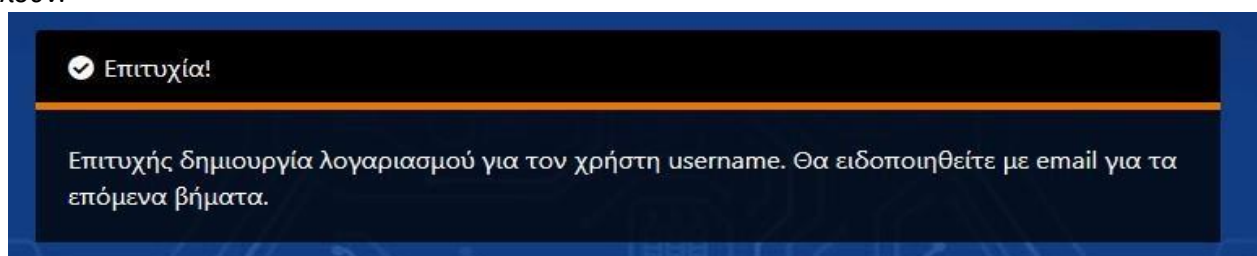 Επιτυχία!
Επιτυχής δημιουργία λογαριασμού για τον χρήστη username. Θα ειδοποιηθείτε με email για τα
επόμενα βήματα.